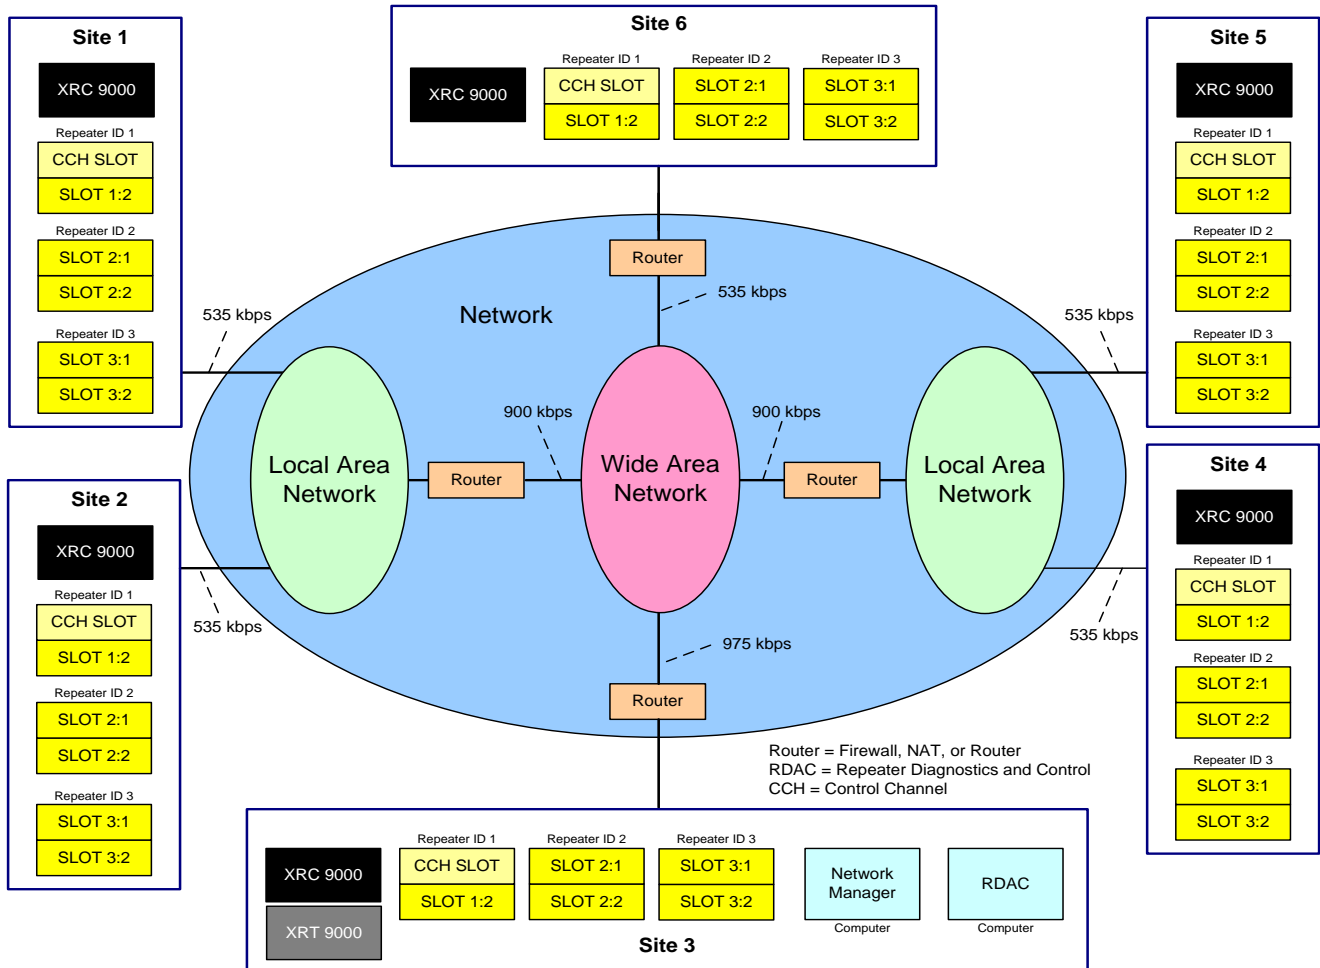 Site 1
XRC 9000
Repeater ID 1
CCH SLOT
SLOT 1:2
Repeater ID 2
SLOT 2:1
SLOT 2:2
Repeater ID 3
SLOT 3:1
SLOT 3:2
Site 6
XRC 9000
Repeater ID 1
CCH SLOT
SLOT 1:2
Repeater ID 2
SLOT 2:1
SLOT 2:2
Repeater ID 3
SLOT 3:1
SLOT 3:2
Site 5
XRC 9000
Repeater ID 1
CCH SLOT
SLOT 1:2
Repeater ID 2
SLOT 2:1
SLOT 2:2
Repeater ID 3
SLOT 3:1
SLOT 3:2
Router
535 kbps
Network
535 kbps
535 kbps
900 kbps
900 kbps
Local Area
Network
Router
Wide Area
Network
Router
Local Area
Network
Site 2
XRC 9000
Repeater ID 1
CCH SLOT
SLOT 1:2
Repeater ID 2
SLOT 2:1
SLOT 2:2
Repeater ID 3
SLOT 3:1
SLOT 3:2
535 kbps
975 kbps
Router
535 kbps
Site 4
XRC 9000
Repeater ID 1
CCH SLOT
SLOT 1:2
Repeater ID 2
SLOT 2:1
SLOT 2:2
Repeater ID 3
SLOT 3:1
SLOT 3:2
Router = Firewall, NAT, or Router
RDAC = Repeater Diagnostics and Control
CCH = Control Channel
XRC 9000
XRT 9000
Repeater ID 1
CCH SLOT
SLOT 1:2
Repeater ID 2
SLOT 2:1
SLOT 2:2
Repeater ID 3
SLOT 3:1
SLOT 3:2
Network
Manager
Computer
RDAC
Computer
Site 3